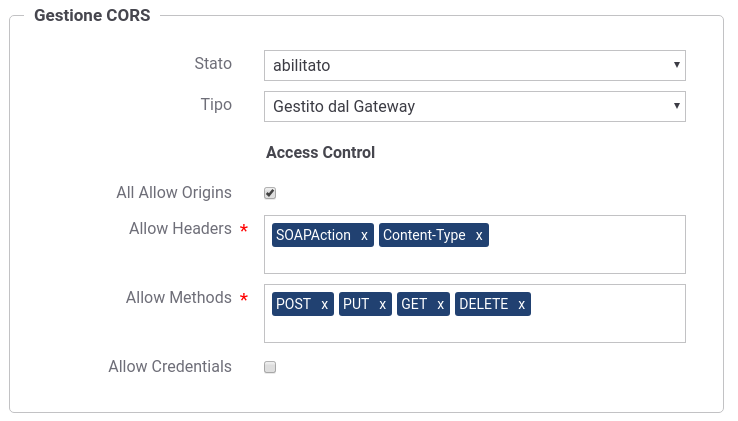 Gestione CORS
Stato abilitato
Tipo Gestito dal Gateway
Access Control
All Allow Origins
Allow Headers * SOAPAction x Content-Type x
Allow Methods * POST x PUT x GET x DELETE x
Allow Credentials